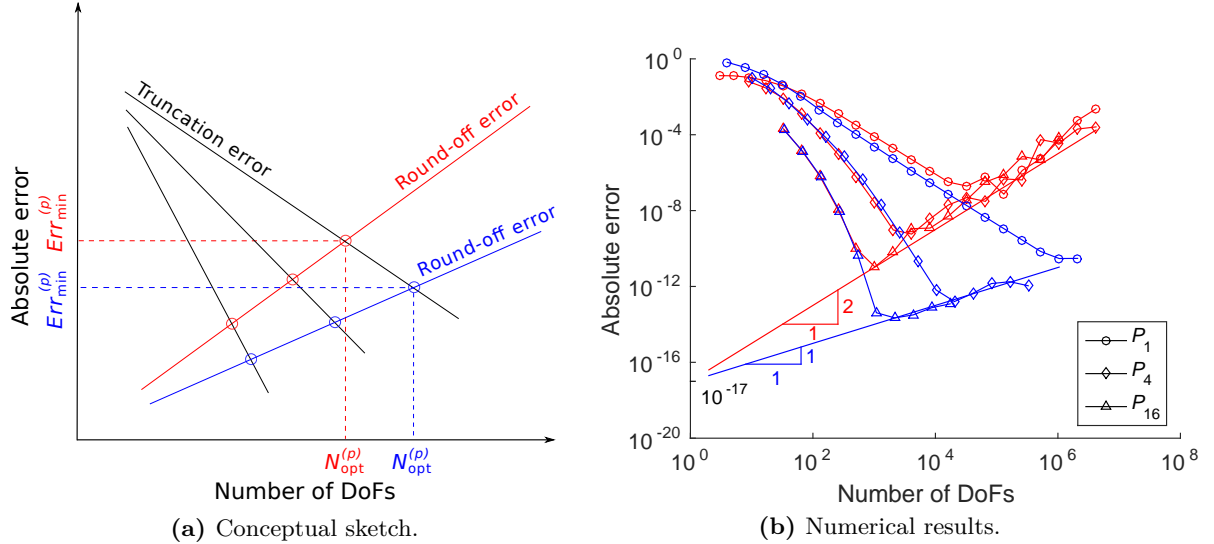 Absolute error
Err_min^(p)
Err_min^(p)
Truncation error
Round-off error
Round-off error
N_opt^(p)
N_opt^(p)
Number of DoFs
(a) Conceptual sketch.
Absolute error
10^0
10^-4
10^-8
10^-12
10^-16
10^-20
2
1
1
1
10^-17
P_1
P_4
P_16
10^0
10^2
10^4
10^6
10^8
Number of DoFs
(b) Numerical results.